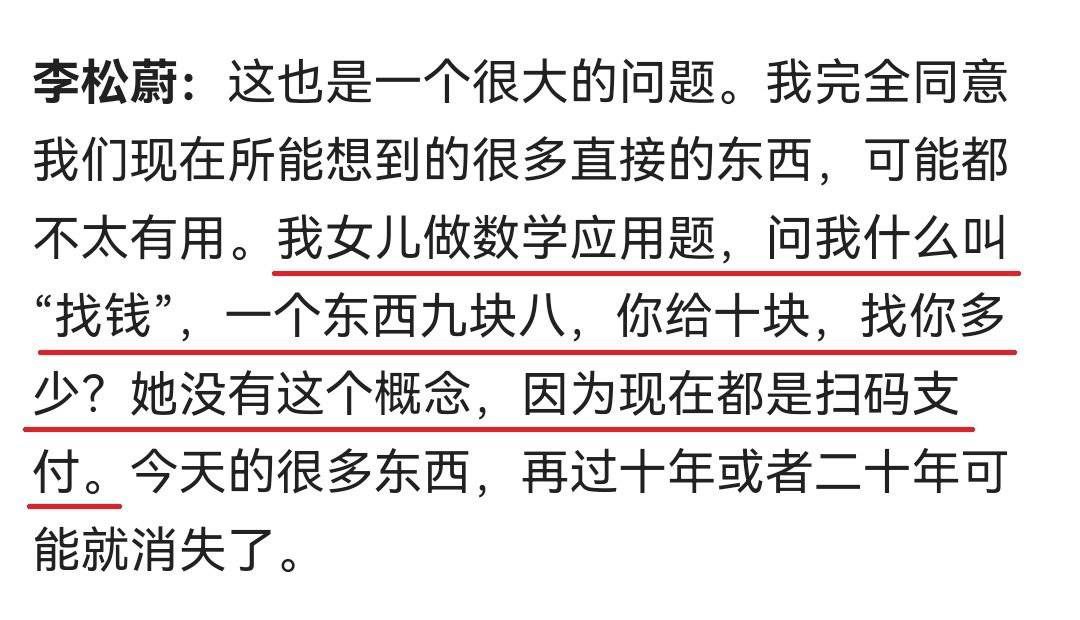 李松蔚：这也是一个很大的问题。我完全同意
我们现在所能想到的很多直接的东西，可能都
不太有用。我女儿做数学应用题，问我什么叫
“找钱”，一个东西九块八，你给十块，找你多
少？她没有这个概念，因为现在都是扫码支
付。今天的很多东西，再过十年或者二十年可
能就消失了。